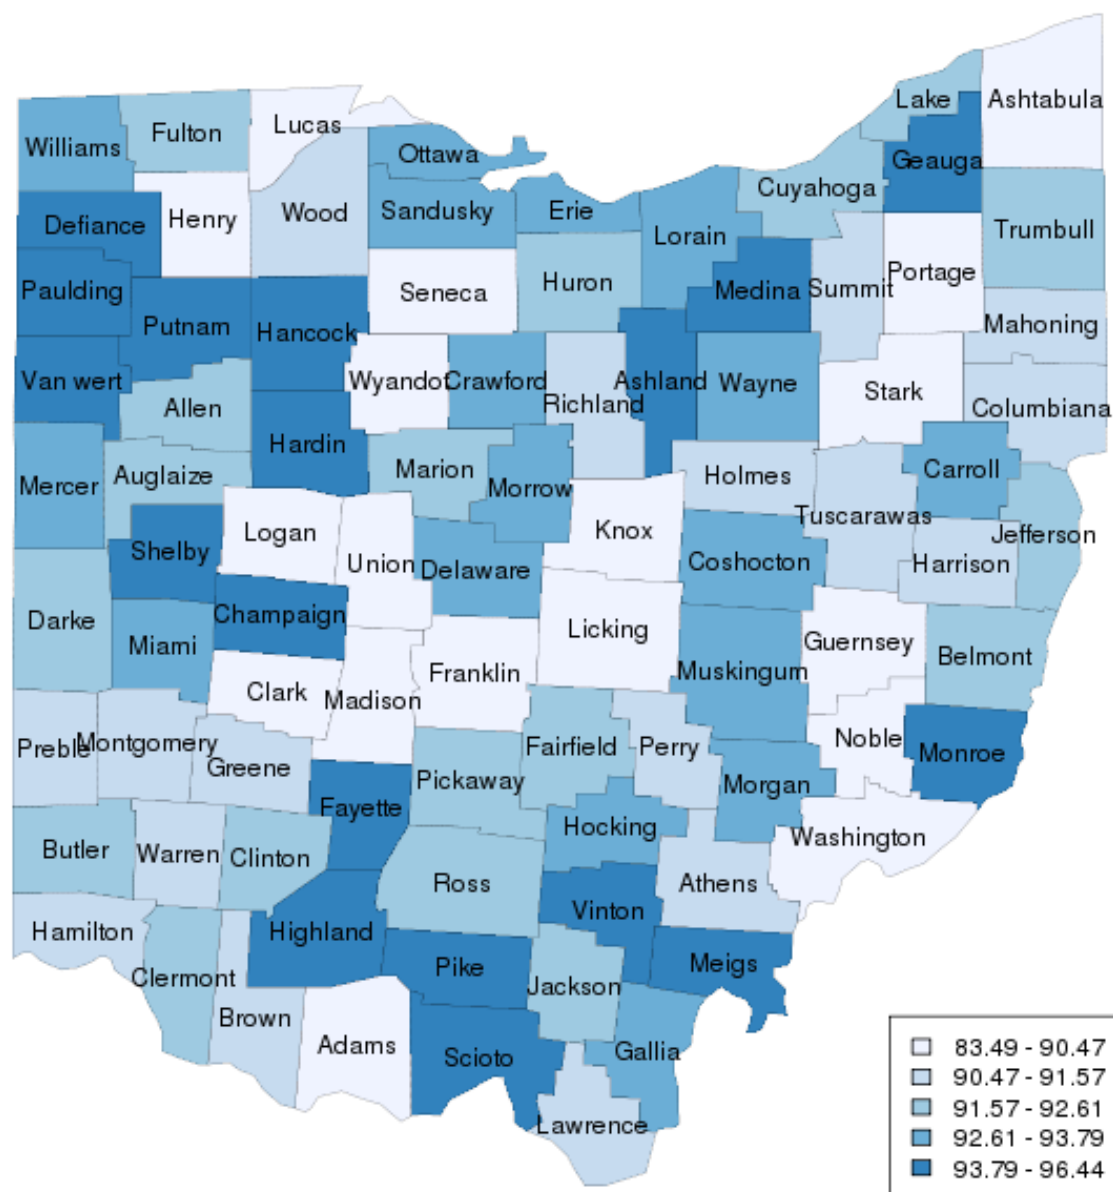 Lake
Ashtabula
Lucas
Fulton
Williams
Ottawa
Geauga
Cuyahoga
Henry
Wood
Sandusky
Erie
Defiance
Lorain
Trumbull
Portage
Paulding
Seneca
Huron
Medina
Summit
Putnam
Hancock
Mahoning
Van wert
Wyandot
Crawford
Ashland
Wayne
Stark
Allen
Richland
Columbiana
Hardin
Mercer
Auglaize
Marion
Morrow
Holmes
Carroll
Tuscarawas
Logan
Knox
Jefferson
Shelby
Union
Delaware
Coshocton
Harrison
Darke
Champaign
Licking
Miami
Guernsey
Belmont
Franklin
Muskingum
Clark
Madison
Preble
Montgomery
Fairfield
Perry
Noble
Monroe
Greene
Pickaway
Morgan
Fayette
Hocking
Washington
Butler
Warren
Clinton
Ross
Athens
Vinton
Hamilton
Highland
Clermont
Pike
Meigs
Jackson
Brown
Adams
Scioto
Gallia
Lawrence
83.49 - 90.47
90.47 - 91.57
91.57 - 92.61
92.61 - 93.79
93.79 - 96.44